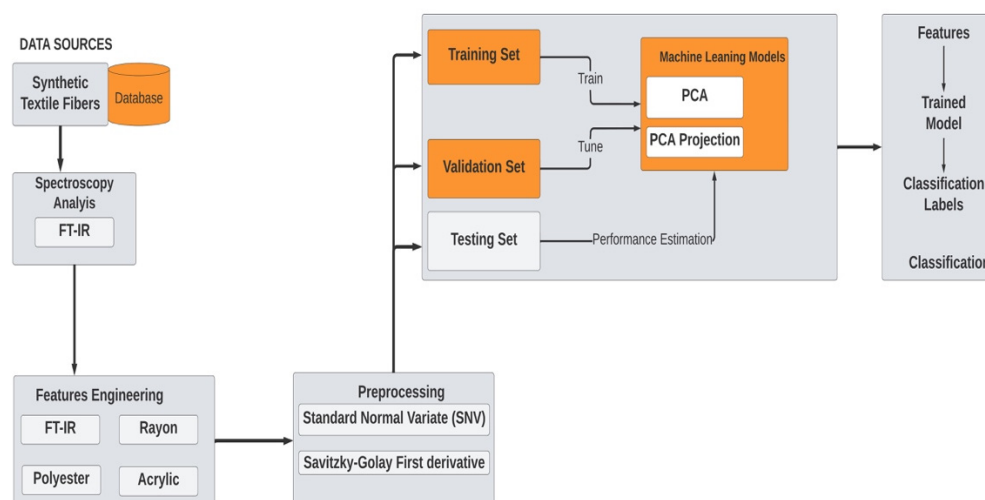 DATA SOURCES
Synthetic
Textile Fibers
Database
Spectroscopy
Analyis
FT-IR
Features Engineering
FT-IR
Rayon
Polyester
Acrylic
Preprocessing
Standard Normal Variate (SNV)
Savitzky-Golay First derivative
Training Set
Train
Validation Set
Tune
Testing Set
Performance Estimation
Machine Leaning Models
PCA
PCA Projection
Features
Trained
Model
Classification
Labels
Classification